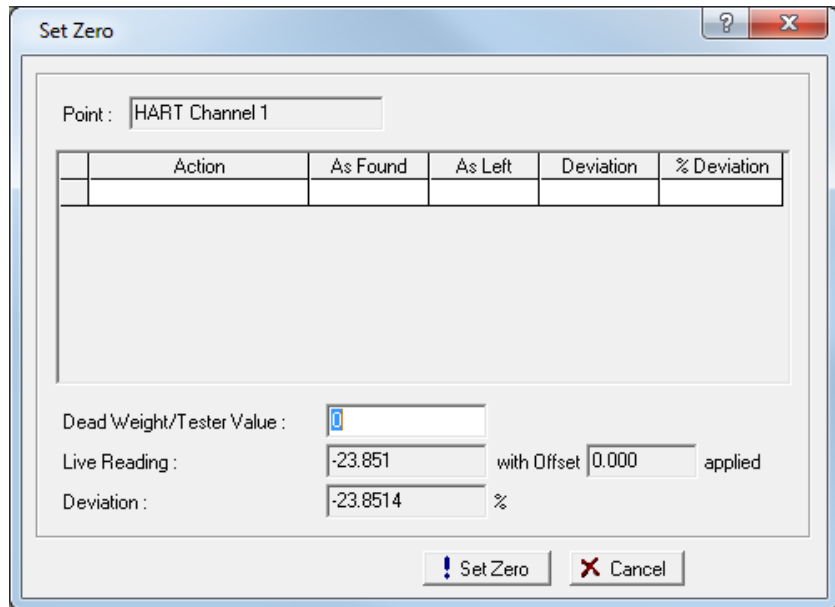 Set Zero
Point : HART Channel 1
Action As Found As Left Deviation % Deviation
Dead Weight/Tester Value : 0
Live Reading : -23.851 with Offset 0.000 applied
Deviation : -23.8514 %
! Set Zero X Cancel